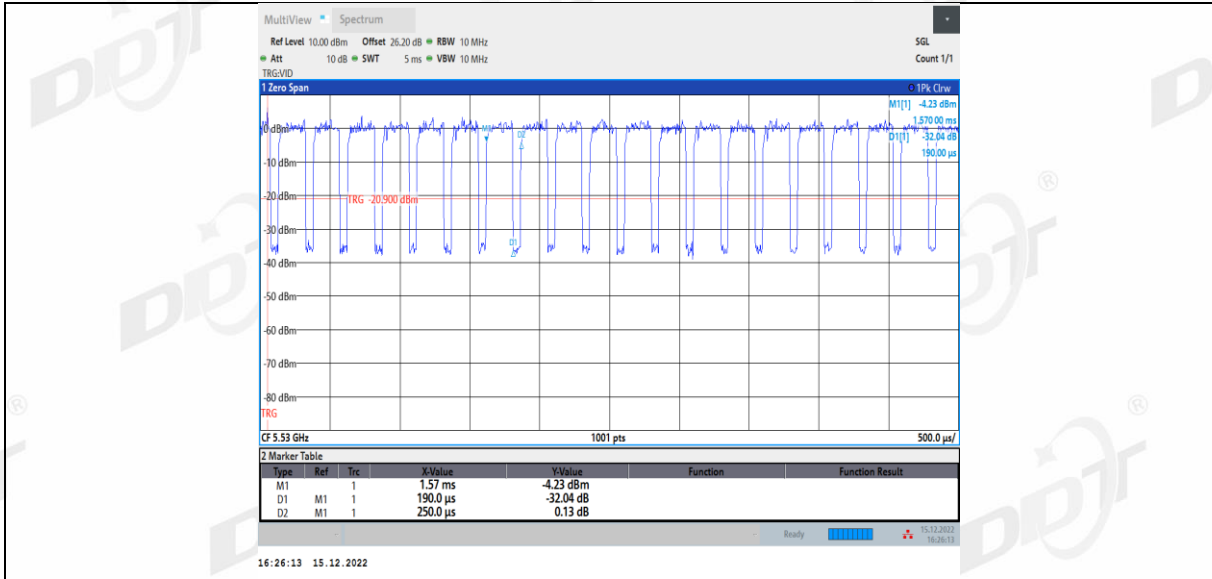 MultiView Spectrum
Ref Level 10.00 dBm Offset 26.20 dB RBW 10 MHz SGL
Att 10 dB SWT 5 ms VBW 10 MHz Count 1/1
TRG:VID
1 Zero Span 1Pk Clrw
M1[1] -4.23 dBm
1.570 00 ms
D1[1] -32.04 dB
190.00 µs
0 dBm
M1
D2
-10 dBm
-20 dBm
TRG -20.900 dBm
-30 dBm
D1
-40 dBm
-50 dBm
-60 dBm
-70 dBm
-80 dBm
TRG
CF 5.53 GHz 1001 pts 500.0 µs/
2 Marker Table
Type Ref Trc X-Value Y-Value Function Function Result
M1 1 1.57 ms -4.23 dBm
D1 M1 1 190.0 µs -32.04 dB
D2 M1 1 250.0 µs 0.13 dB
Ready 15.12.2022
16:26:13
16:26:13 15.12.2022
DDT
®